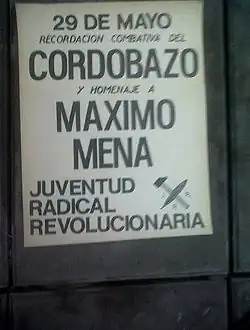 29 DE MAYO
RECORDACION COMBATIVA DEL
CORDOBAZO
Y HOMENAJE A
MAXIMO
MENA
JUVENTUD
RADICAL
REVOLUCIONARIA